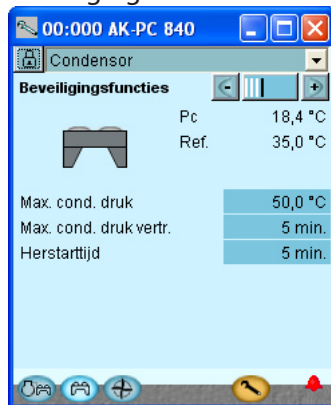 00:000 AK-PC 840
Condensor
Beveiligingsfuncties
Pc 18,4 °C
Ref. 35,0 °C
Max. cond. druk 50,0 °C
Max. cond. druk vertr. 5 min.
Herstarttijd 5 min.